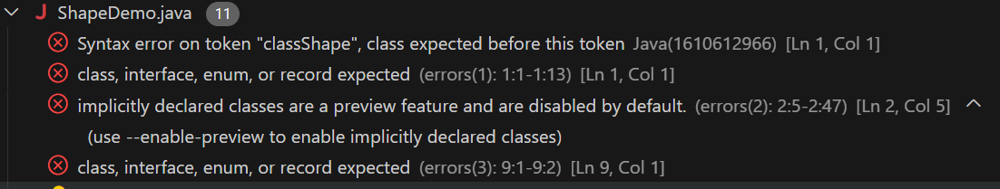 ShapeDemo.java 11
Syntax error on token "classShape", class expected before this token Java(1610612966) [Ln 1, Col 1]
class, interface, enum, or record expected (errors(1): 1:1-1:13) [Ln 1, Col 1]
implicitly declared classes are a preview feature and are disabled by default. (errors(2): 2:5-2:47) [Ln 2, Col 5]
(use --enable-preview to enable implicitly declared classes)
class, interface, enum, or record expected (errors(3): 9:1-9:2) [Ln 9, Col 1]